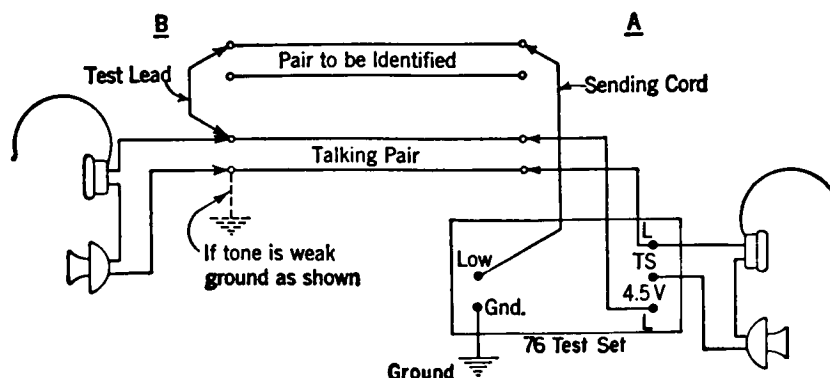 B
A
Pair to be Identified
Test Lead
Sending Cord
Talking Pair
If tone is weak
ground as shown
L
Low
TS
4.5 V
Gnd.
L
76 Test Set
Ground